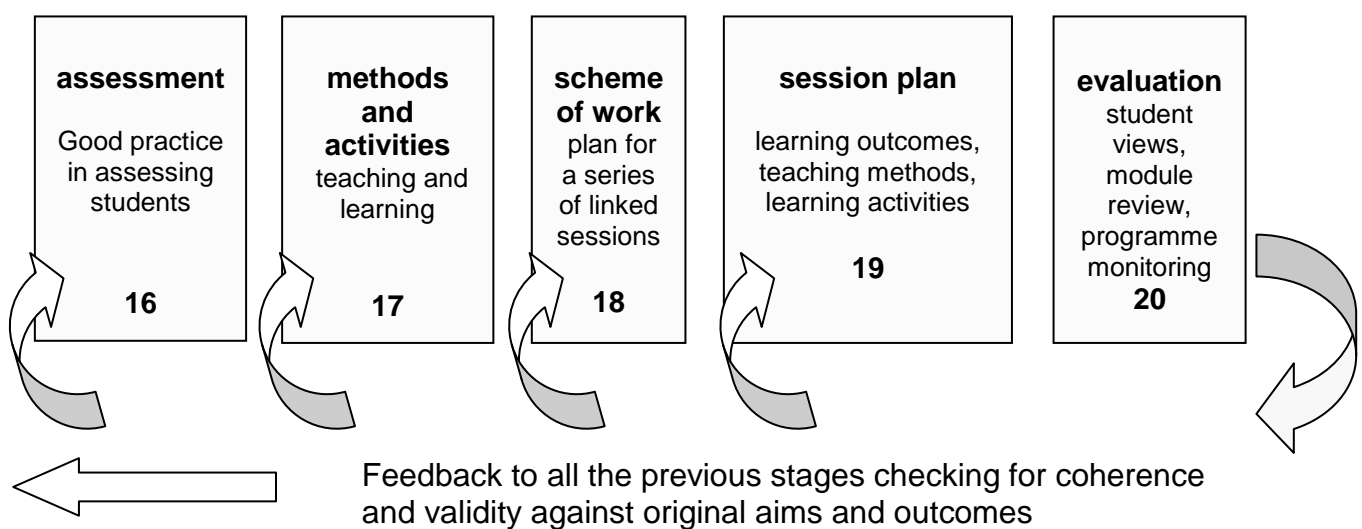 assessment
Good practice
in assessing
students
16
methods
and
activities
teaching and
learning
17
scheme
of work
plan for
a series
of linked
sessions
18
session plan
learning outcomes,
teaching methods,
learning activities
19
evaluation
student
views,
module
review,
programme
monitoring
20
Feedback to all the previous stages checking for coherence
and validity against original aims and outcomes